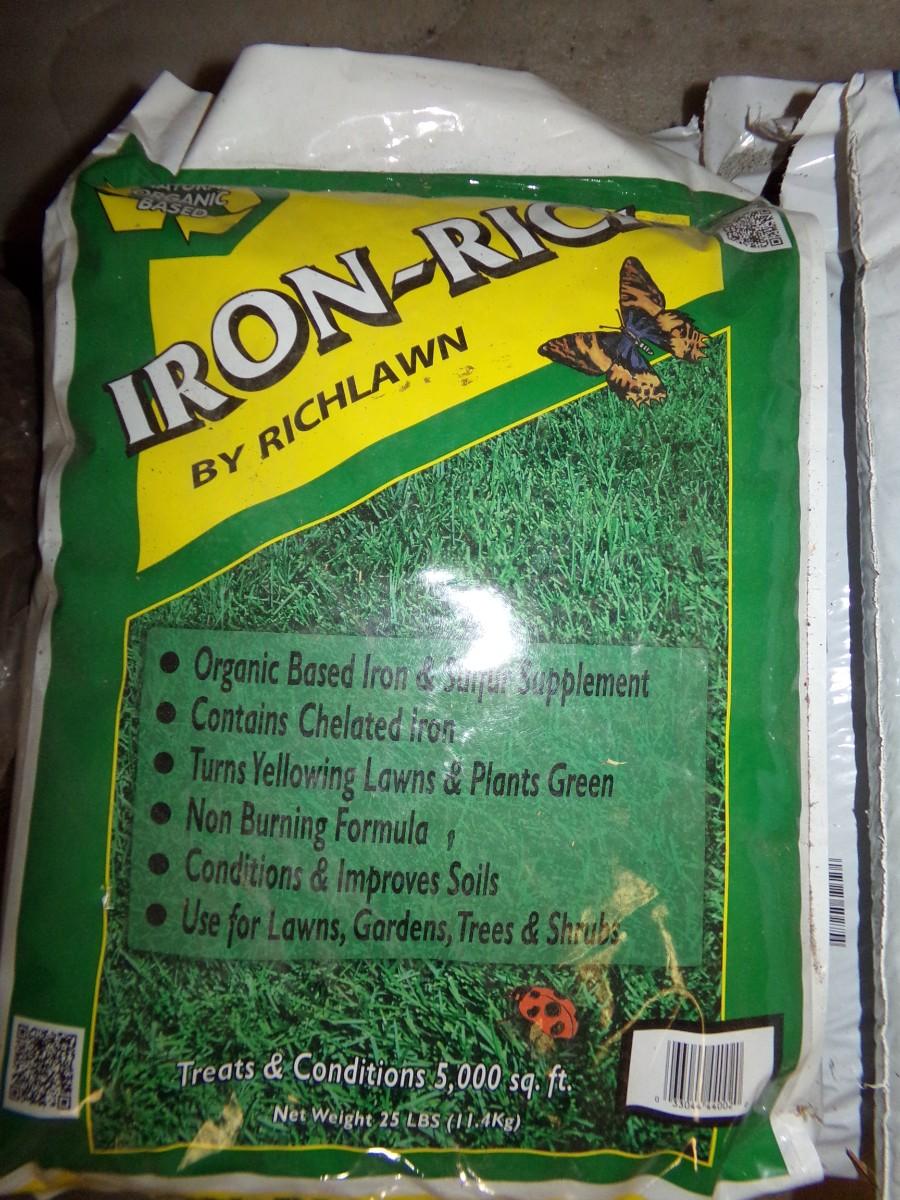 ORGANIC
BASED
IRON-RICH
BY RICHLAWN
Organic Based Iron & Sulfur Supplement
Contains Chelated Iron
Turns Yellowing Lawns & Plants Green
Non Burning Formula
Conditions & Improves Soils
Use for Lawns, Gardens, Trees & Shrubs
Treats & Conditions 5,000 sq. ft.
Net Weight 25 LBS (11.4Kg)